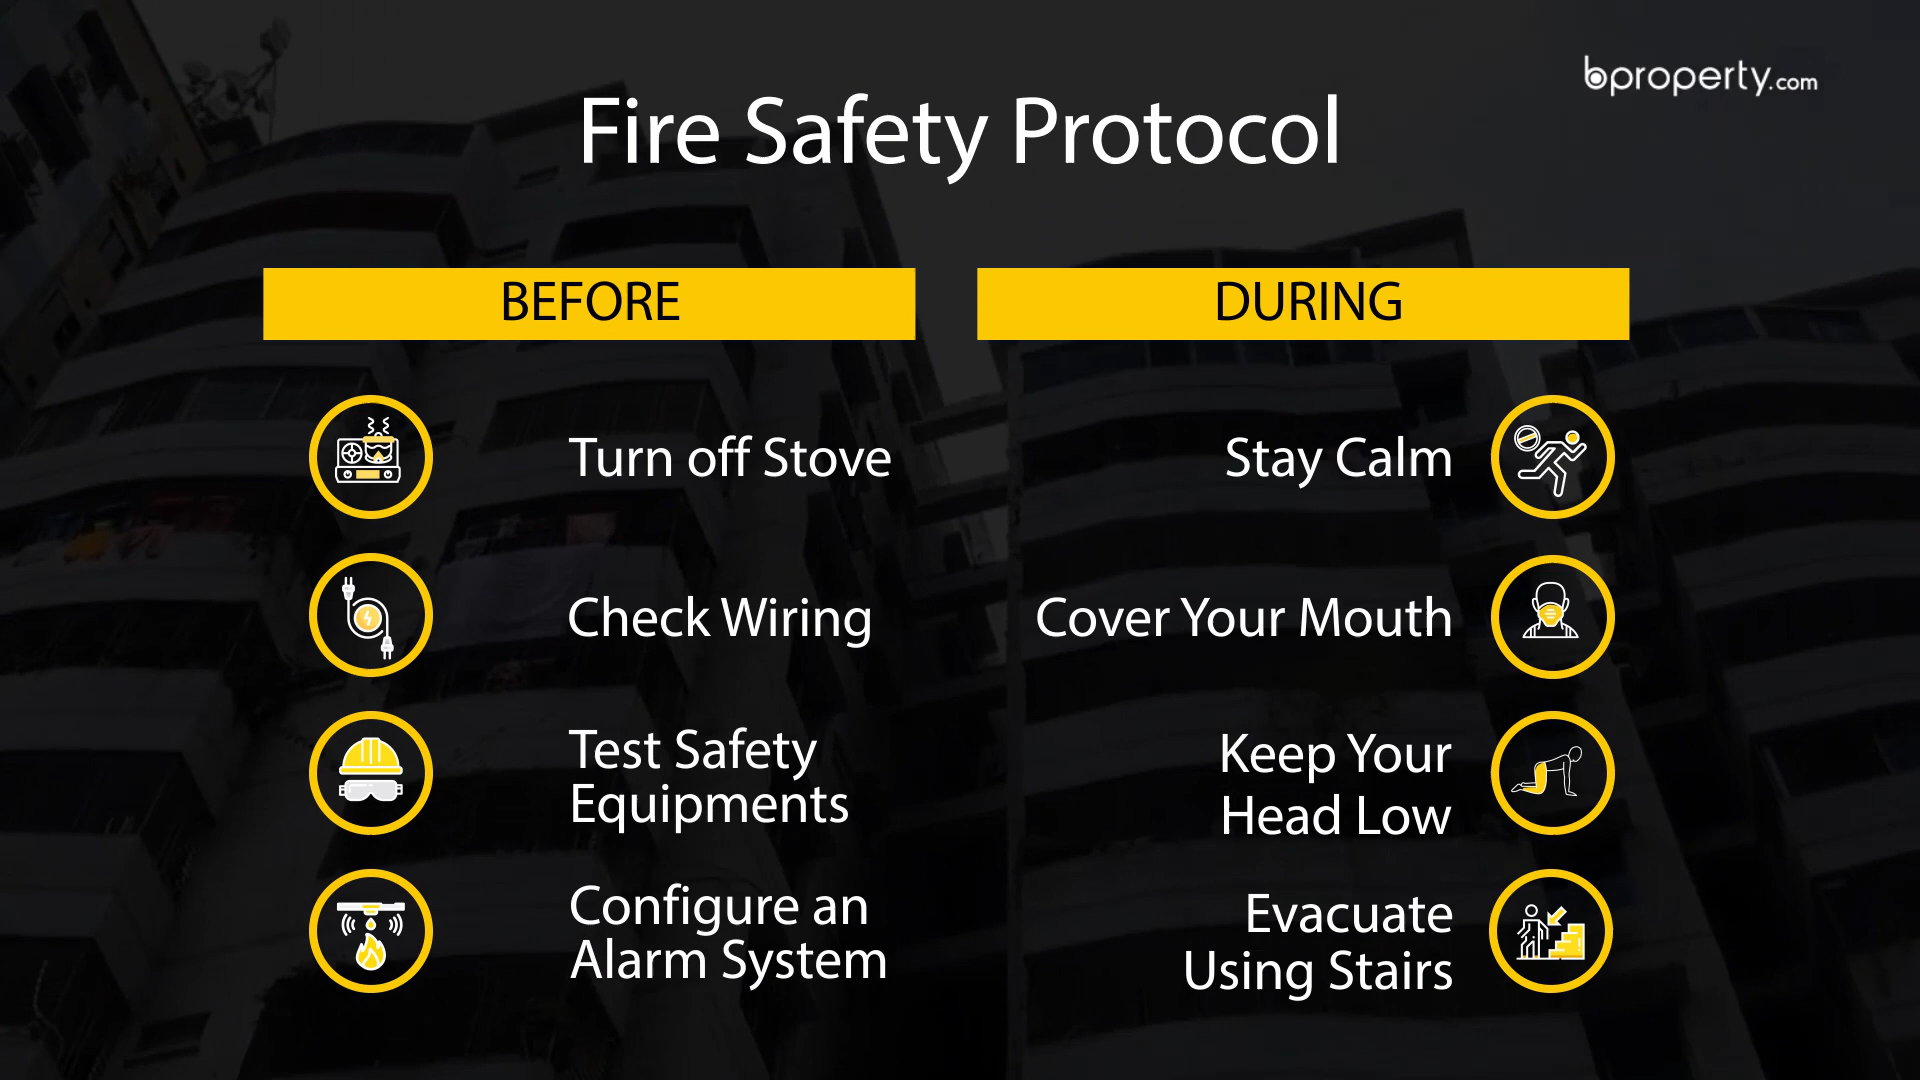 bproperty.com
Fire Safety Protocol
BEFORE
Turn off Stove
Check Wiring
Test Safety
Equipments
Configure an
Alarm System
DURING
Stay Calm
Cover Your Mouth
Keep Your
Head Low
Evacuate
Using Stairs